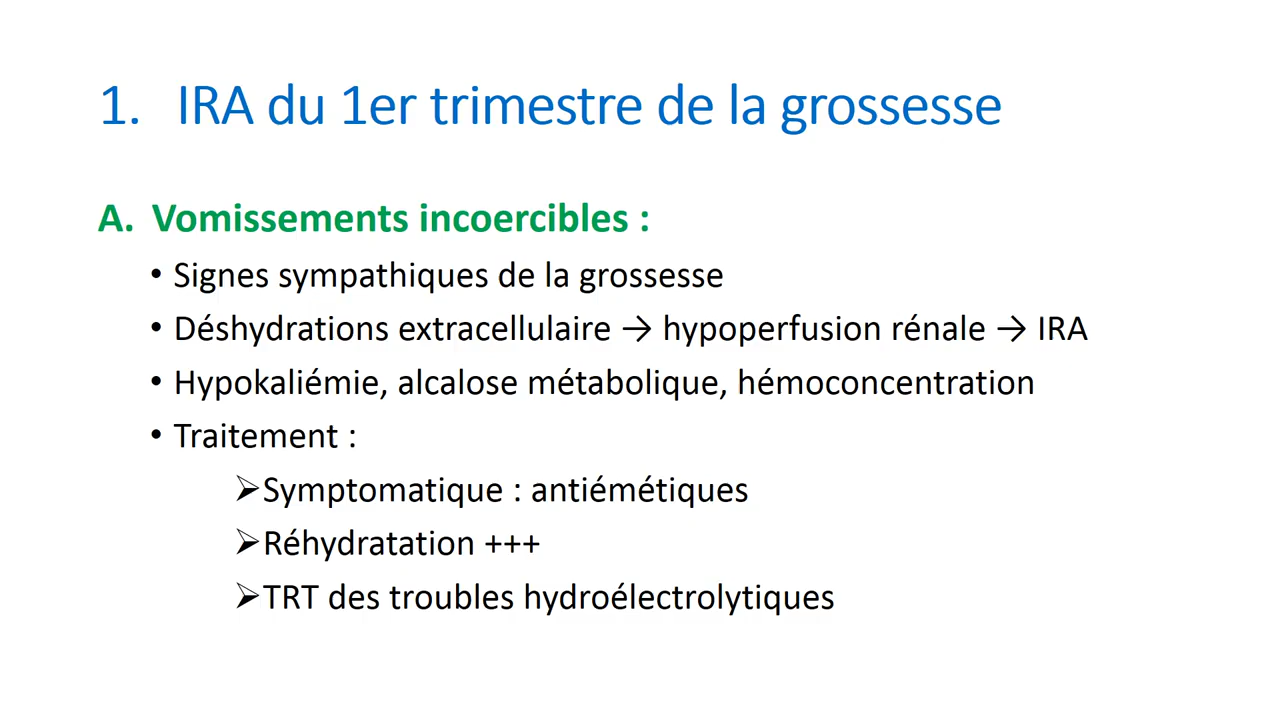 1. IRA du 1er trimestre de la grossesse
A. Vomissements incoercibles :
• Signes sympathiques de la grossesse
• Déshydrations extracellulaire → hypoperfusion rénale → IRA
• Hypokaliémie, alcalose métabolique, hémoconcentration
• Traitement :
➢Symptomatique : antiémétiques
➢Réhydratation +++
➢TRT des troubles hydroélectrolytiques